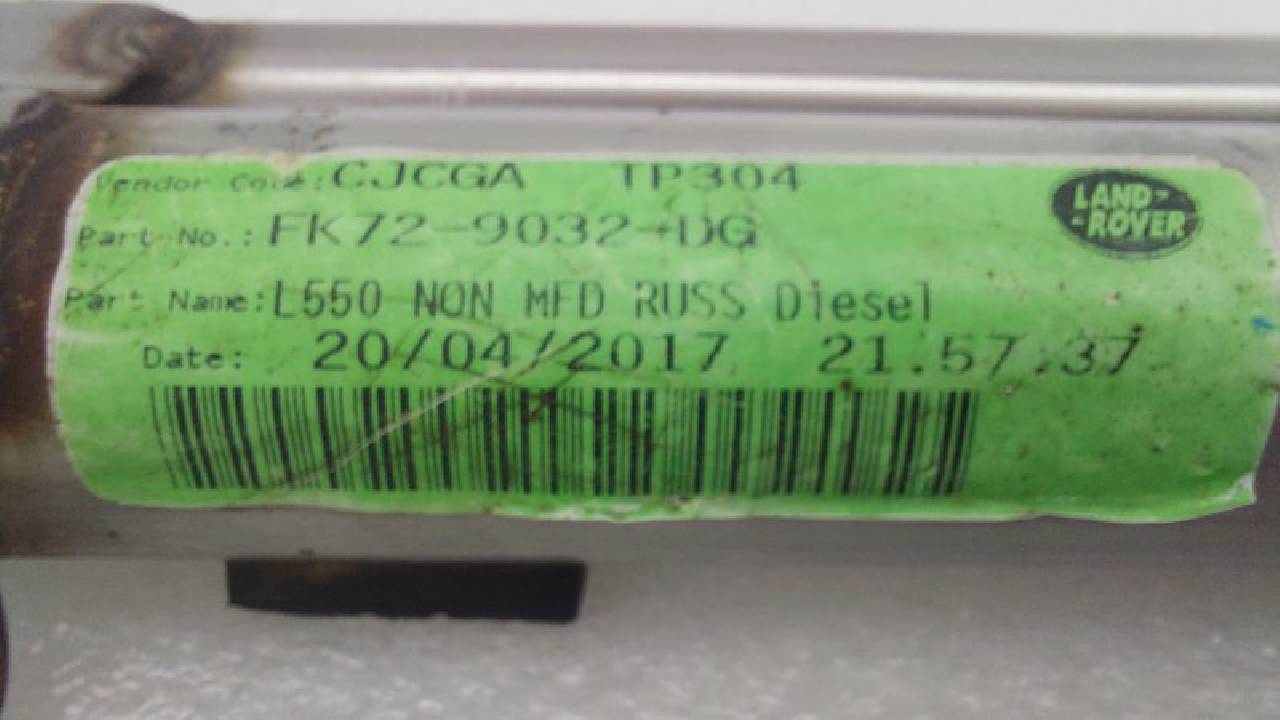 Vendor Code: CJCGA TP304
LAND-
-ROVER
Part No.: FK72-9032-DG
Part Name: L550 NON MFD RUSS Diesel
Date: 20/04/2017 21.57.37